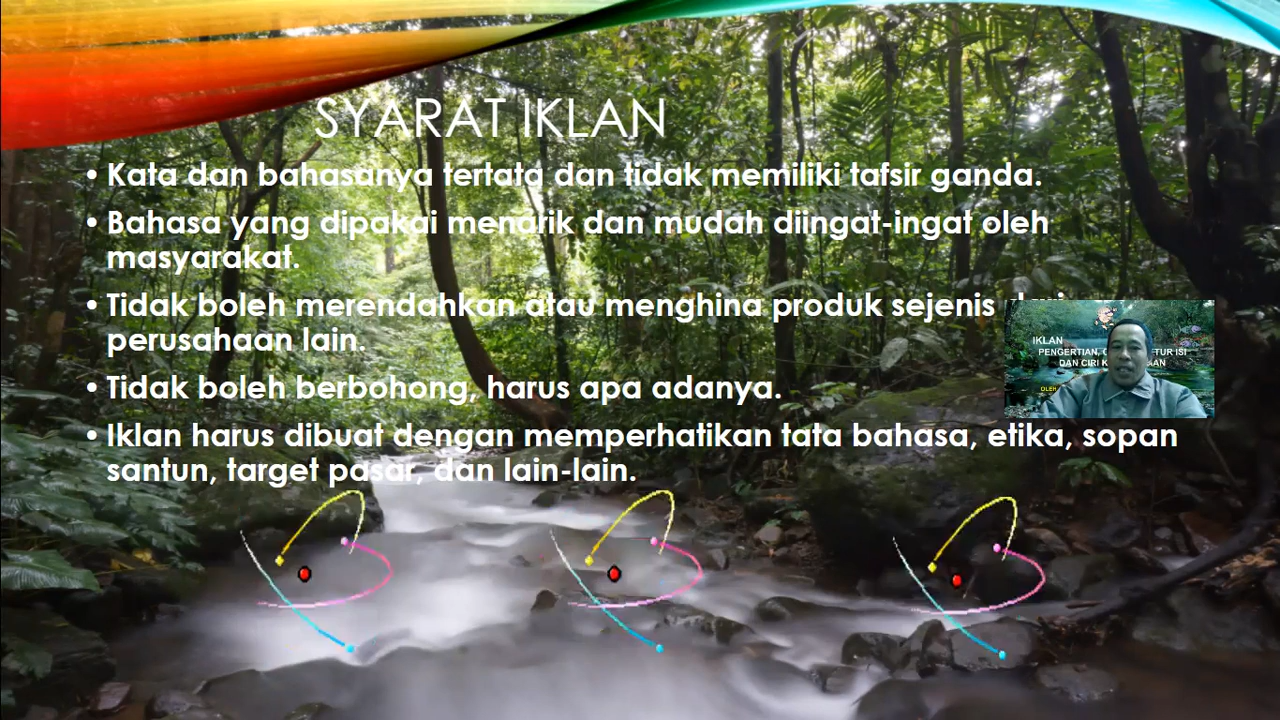 SYARAT IKLAN
• Kata dan bahasanya tertata dan tidak memiliki tafsir ganda.
• Bahasa yang dipakai menarik dan mudah diingat-ingat oleh
masyarakat.
• Tidak boleh merendahkan atau menghina produk sejenis
perusahaan lain.
• Tidak boleh berbohong, harus apa adanya.
• Iklan harus dibuat dengan memperhatikan tata bahasa, etika, sopan
santun, target pasar, dan lain-lain.
IKLAN
PENGERTIAN,
ISI
DAN CIRI
OLEH